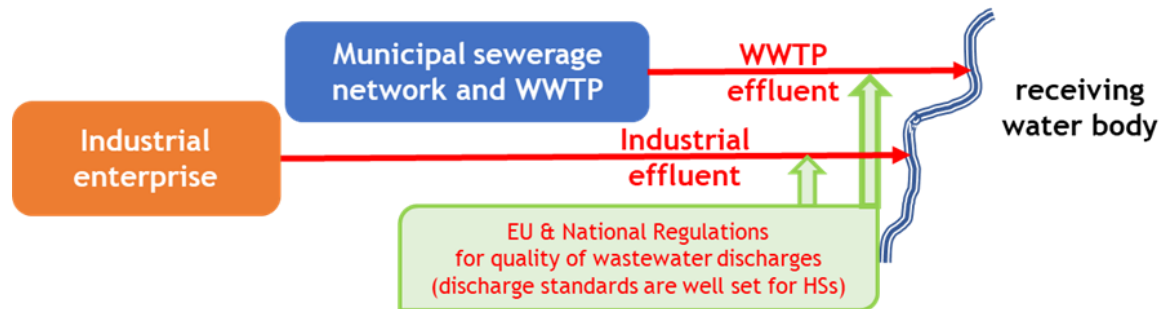 Municipal sewerage
network and WWTP
WWTP
effluent
receiving
water body
Industrial
enterprise
Industrial
effluent
EU & National Regulations
for quality of wastewater discharges
(discharge standards are well set for HSs)